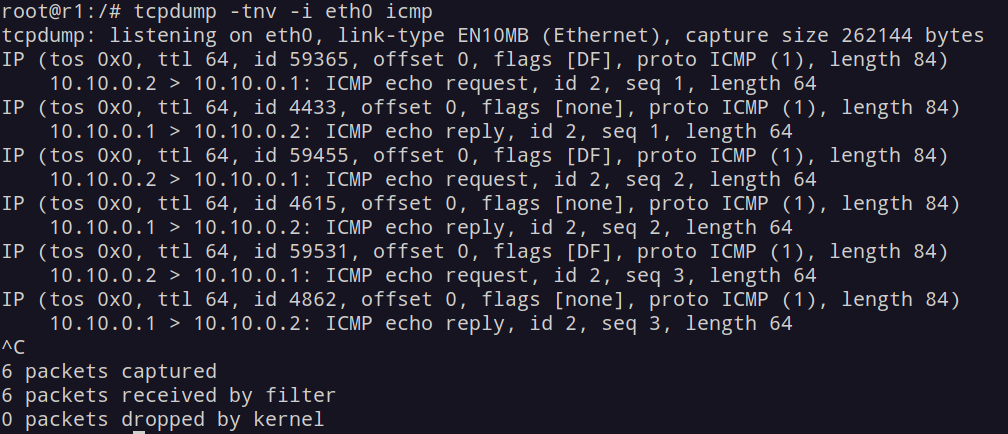 root@r1:/# tcpdump -tnv -i eth0 icmp
tcpdump: listening on eth0, link-type EN10MB (Ethernet), capture size 262144 bytes
IP (tos 0x0, ttl 64, id 59365, offset 0, flags [DF], proto ICMP (1), length 84)
    10.10.0.2 > 10.10.0.1: ICMP echo request, id 2, seq 1, length 64
IP (tos 0x0, ttl 64, id 4433, offset 0, flags [none], proto ICMP (1), length 84)
    10.10.0.1 > 10.10.0.2: ICMP echo reply, id 2, seq 1, length 64
IP (tos 0x0, ttl 64, id 59455, offset 0, flags [DF], proto ICMP (1), length 84)
    10.10.0.2 > 10.10.0.1: ICMP echo request, id 2, seq 2, length 64
IP (tos 0x0, ttl 64, id 4615, offset 0, flags [none], proto ICMP (1), length 84)
    10.10.0.1 > 10.10.0.2: ICMP echo reply, id 2, seq 2, length 64
IP (tos 0x0, ttl 64, id 59531, offset 0, flags [DF], proto ICMP (1), length 84)
    10.10.0.2 > 10.10.0.1: ICMP echo request, id 2, seq 3, length 64
IP (tos 0x0, ttl 64, id 4862, offset 0, flags [none], proto ICMP (1), length 84)
    10.10.0.1 > 10.10.0.2: ICMP echo reply, id 2, seq 3, length 64
^C
6 packets captured
6 packets received by filter
0 packets dropped by kernel